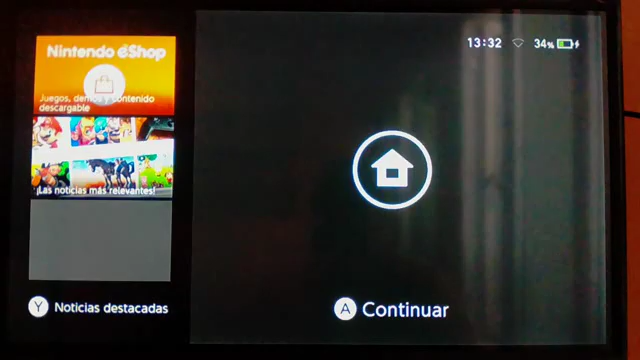 Nintendo eShop
Juegos, demos y contenido
descargable
¡Las noticias más relevantes!
Y Noticias destacadas
13:32 34%
A Continuar